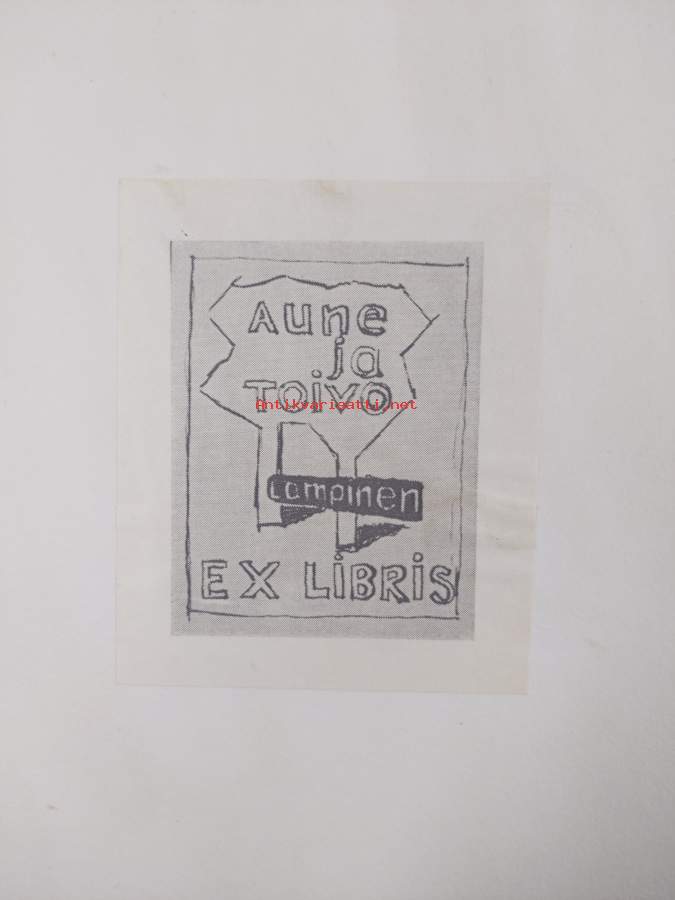 Aune
ja
TOiVO
Antikvariaatti.net
Lampinen
EX LiBRiS